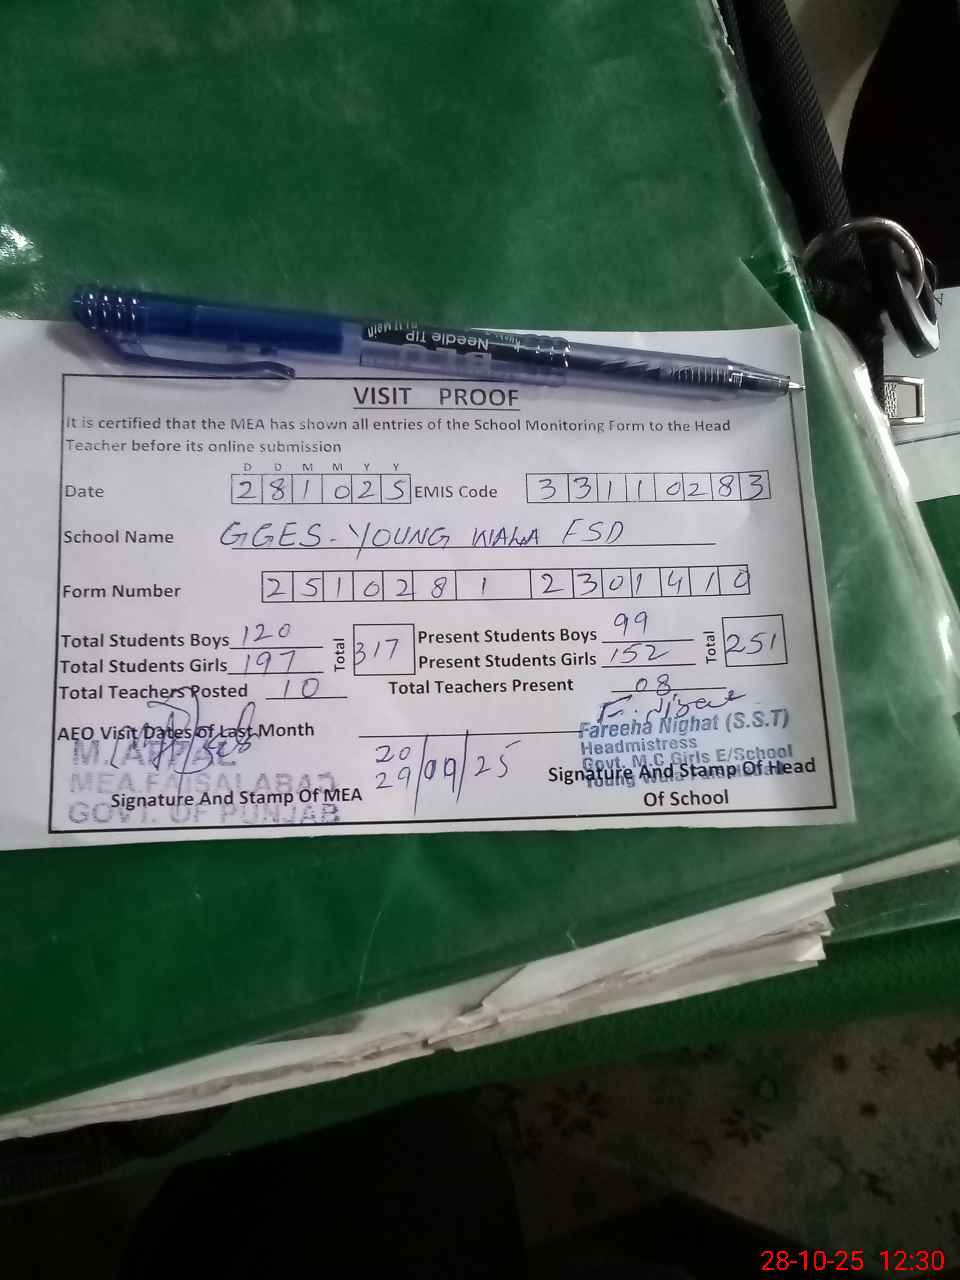 Needle TIP
VISIT PROOF
It is certified that the MEA has shown all entries of the School Monitoring Form to the Head
Teacher before its online submission
D D M M Y Y
Date 2 8 1 0 2 5 EMIS Code 3 3 1 1 0 2 8 3
School Name GGES-YOUNG WALA FSD
Form Number 2 5 1 0 2 8 1 2 3 0 1 4 1 0
Total Students Boys 120 Total 317 Present Students Boys 99 Total 251
Total Students Girls 197 Present Students Girls 152
Total Teachers Posted 10 Total Teachers Present 08
AEO Visit Dates of Last Month 20 29/09/25
Fareeha Nighat (S.S.T)
Headmistress
Govt. M.C Girls E/School
Young Wala
M. AFZAL
MEA.FAISALABAD
GOVT. OF PUNJAB
Signature And Stamp Of MEA
Signature And Stamp Of Head
Of School
28-10-25 12:30